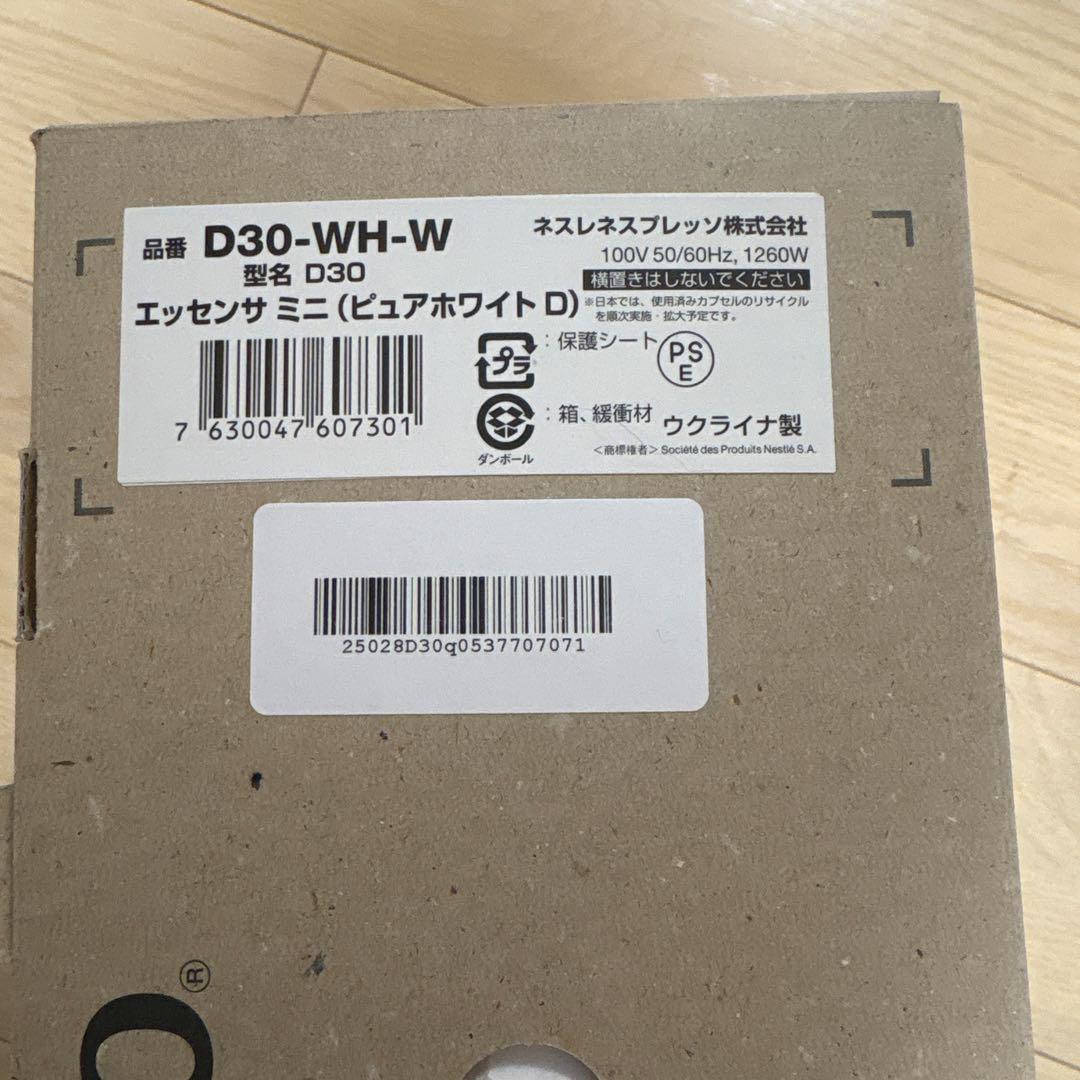 品番 D30-WH-W
型名 D30
エッセンサ ミニ (ピュアホワイト D)
ネスレネスプレッソ株式会社
100V 50/60Hz, 1260W
横置きはしないでください
※日本では、使用済みカプセルのリサイクル
を順次実施・拡大予定です。
プラ : 保護シート
PSE
: 箱、緩衝材
ダンボール
ウクライナ製
<商標権者> Société des Produits Nestlé S.A.
7 630047 607301
25028D30q0537707071
O®